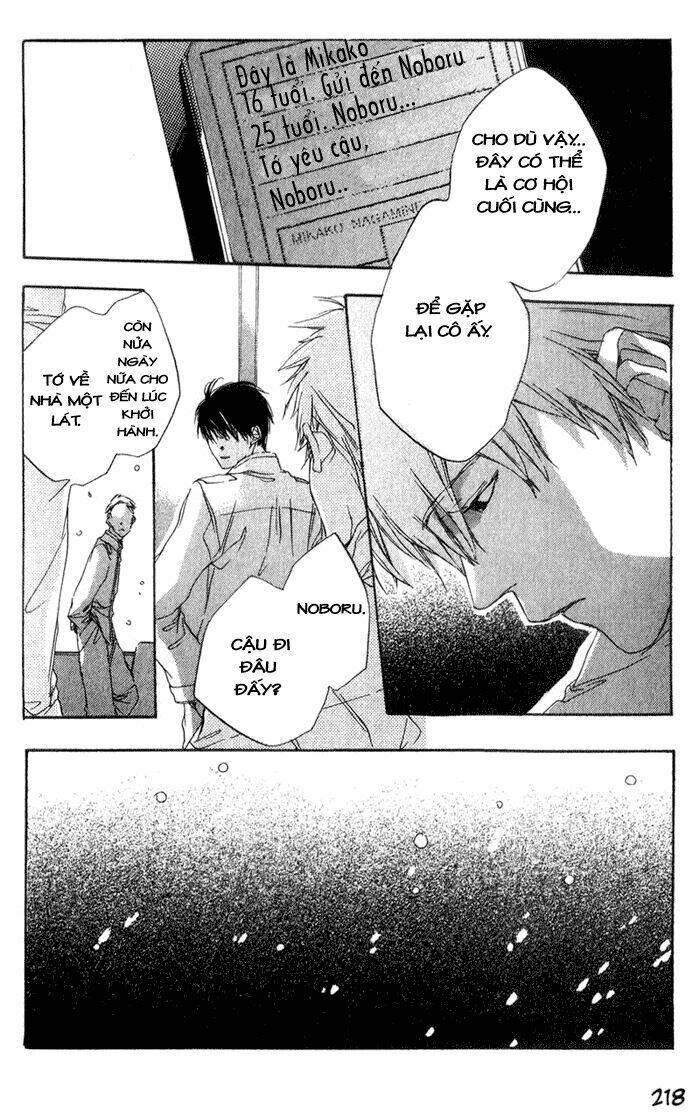 Đây là Mikako
16 tuổi. Gửi đến Noboru
25 tuổi. Noboru...
Tớ yêu cậu,
Noboru..
MIKAKO NAGAMINE
CHO DÙ VẬY...
ĐÂY CÓ THỂ
LÀ CƠ HỘI
CUỐI CÙNG...
ĐỂ GẶP
LẠI CÔ ẤY.
NOBORU.
CẬU ĐI
ĐÂU
ĐẤY?
CÒN
NỬA
NGÀY
NỮA CHO
ĐẾN LÚC
KHỞI
HÀNH.
TỚ VỀ
NHÀ MỘT
LÁT.
218